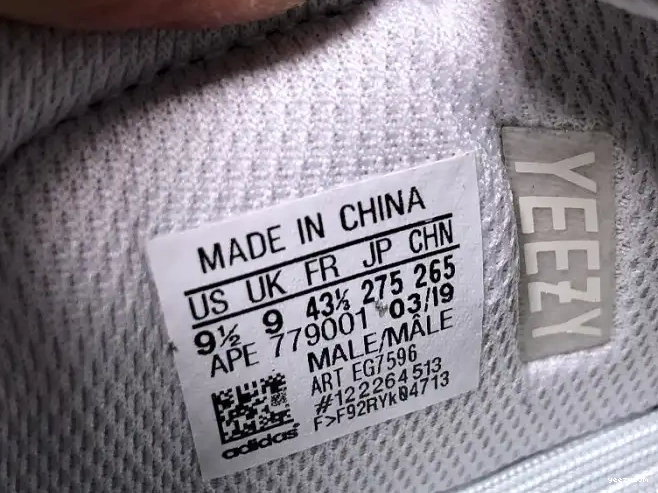 MADE IN CHINA
US UK FR JP CHN
9½ 9 43⅓ 275 265
APE 779001 03/19
MALE/MÂLE
ART EG7596
#122264513
F>F92RYk04713
adidas
YEEZY